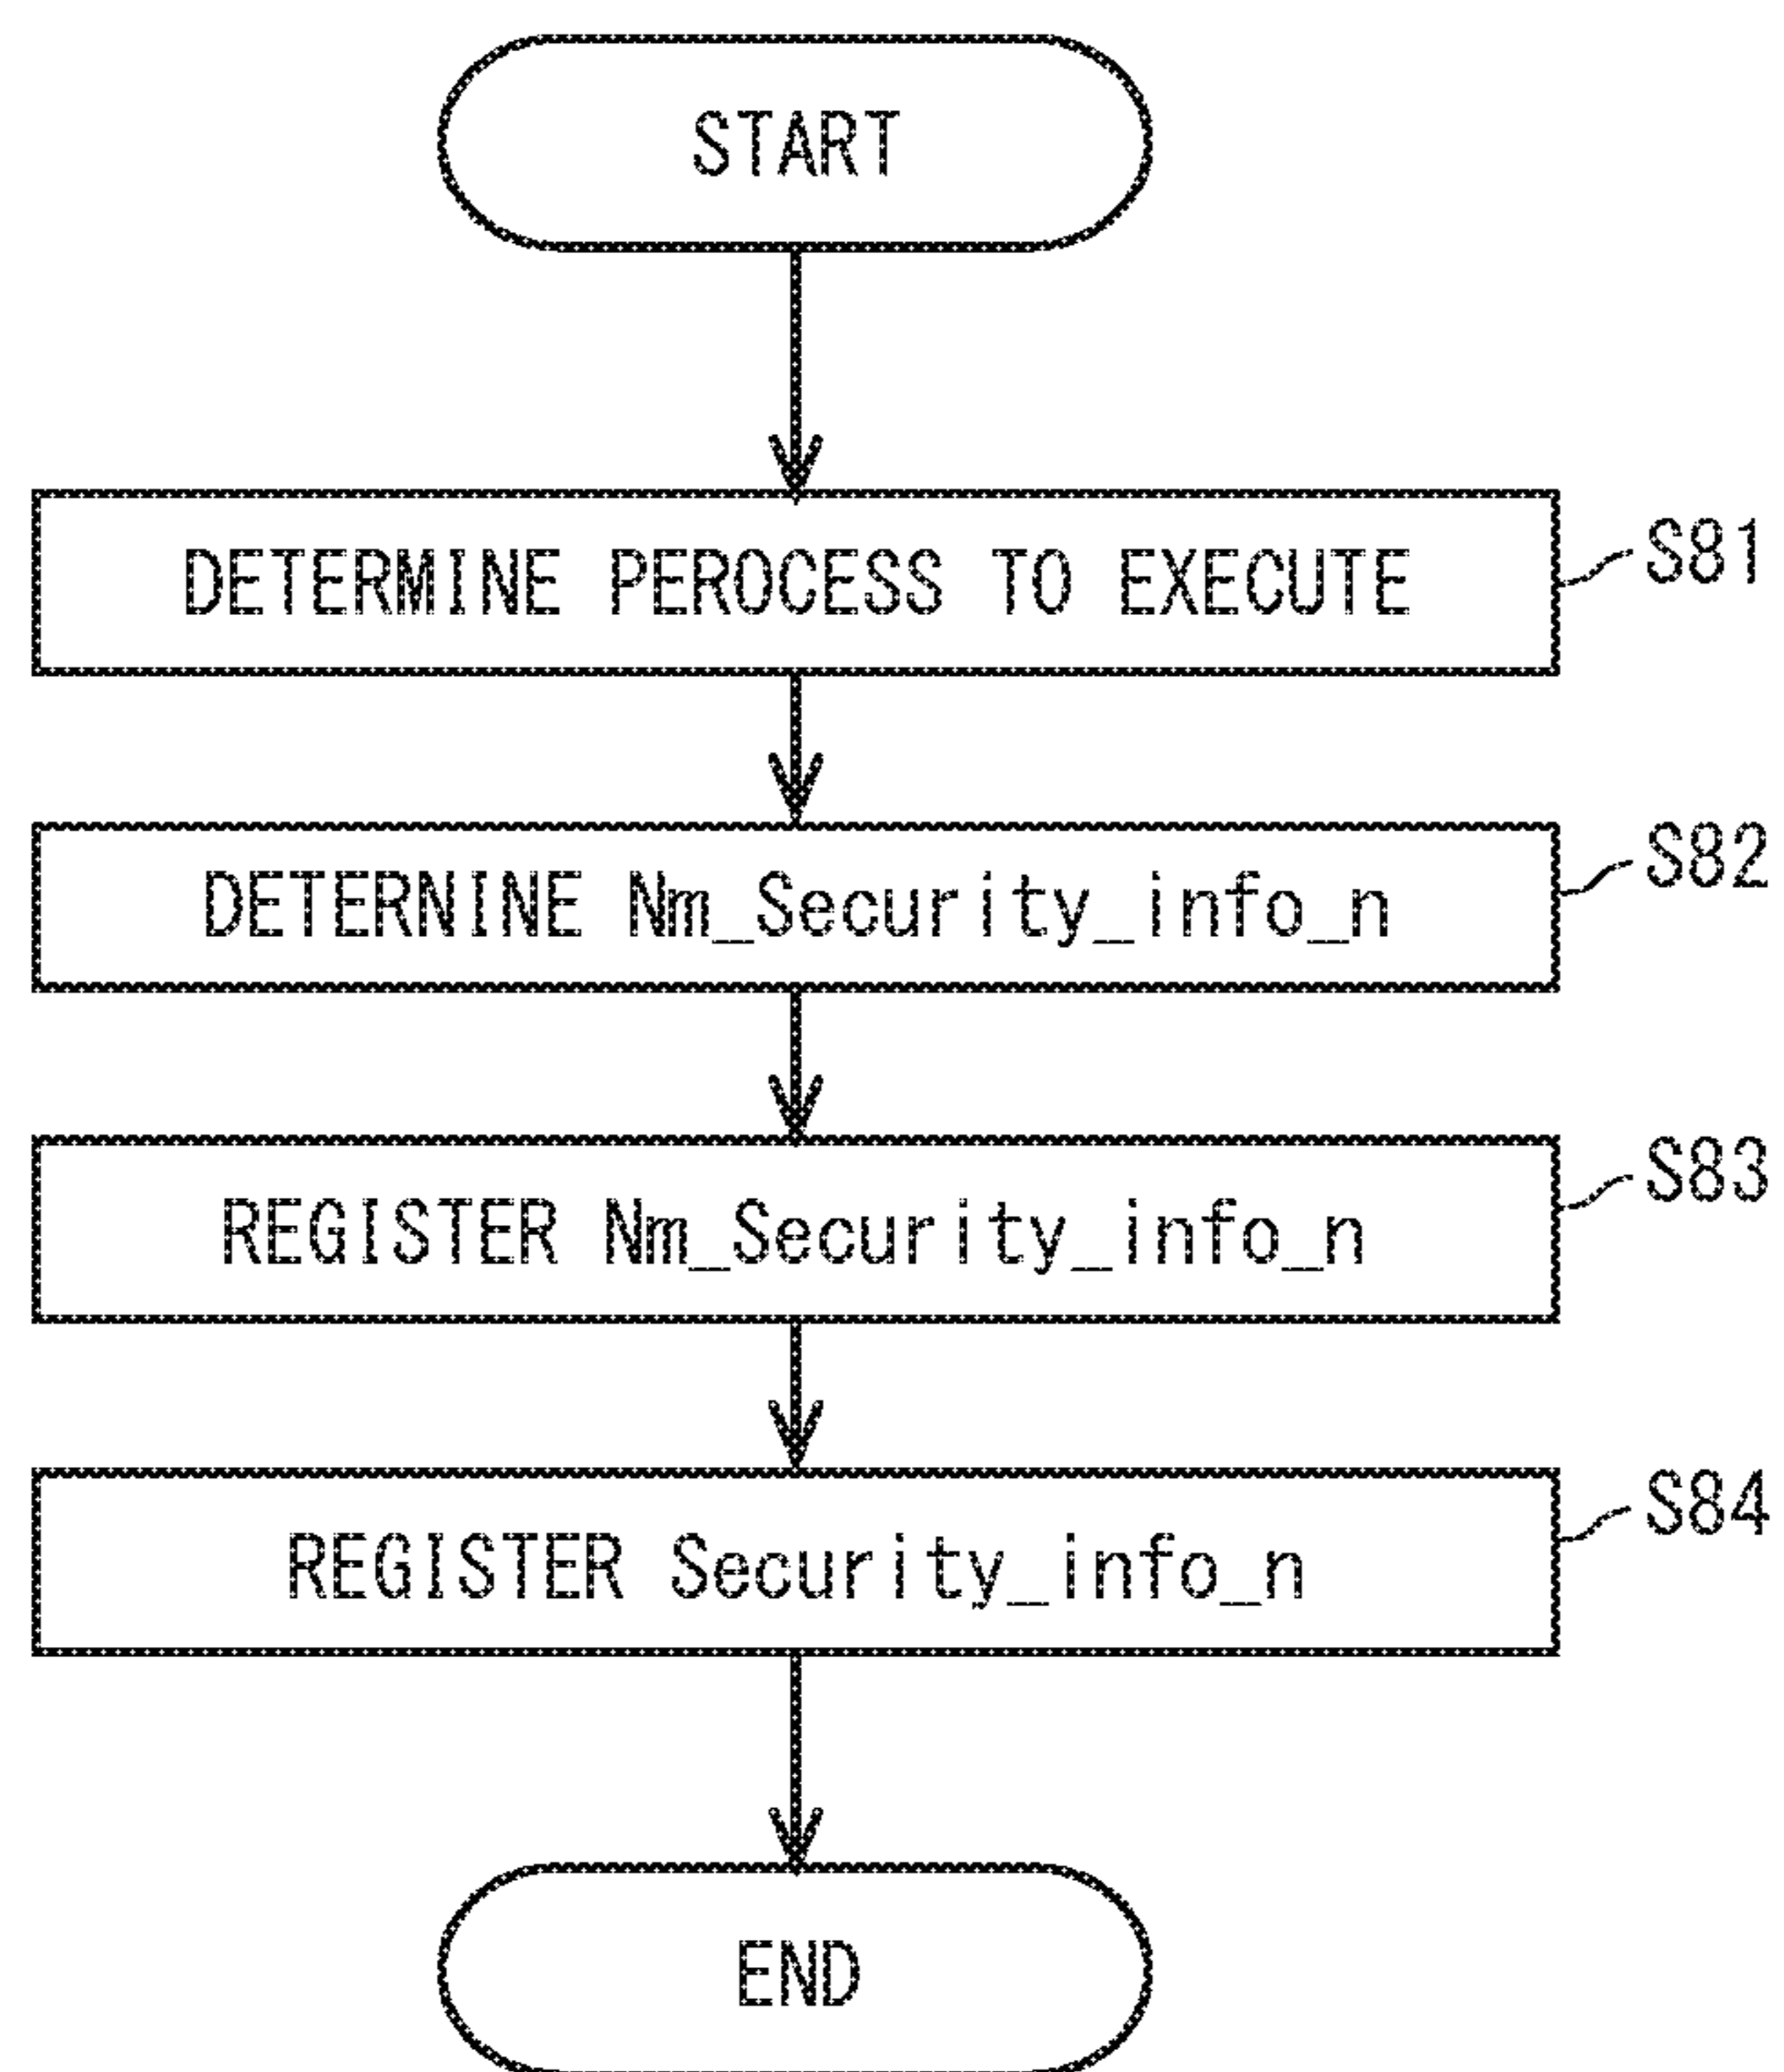 START
DETERMINE PEROCESS TO EXECUTE
S81
DETERNINE Nm_Security_info_n
S82
REGISTER Nm_Security_info_n
S83
REGISTER Security_info_n
S84
END